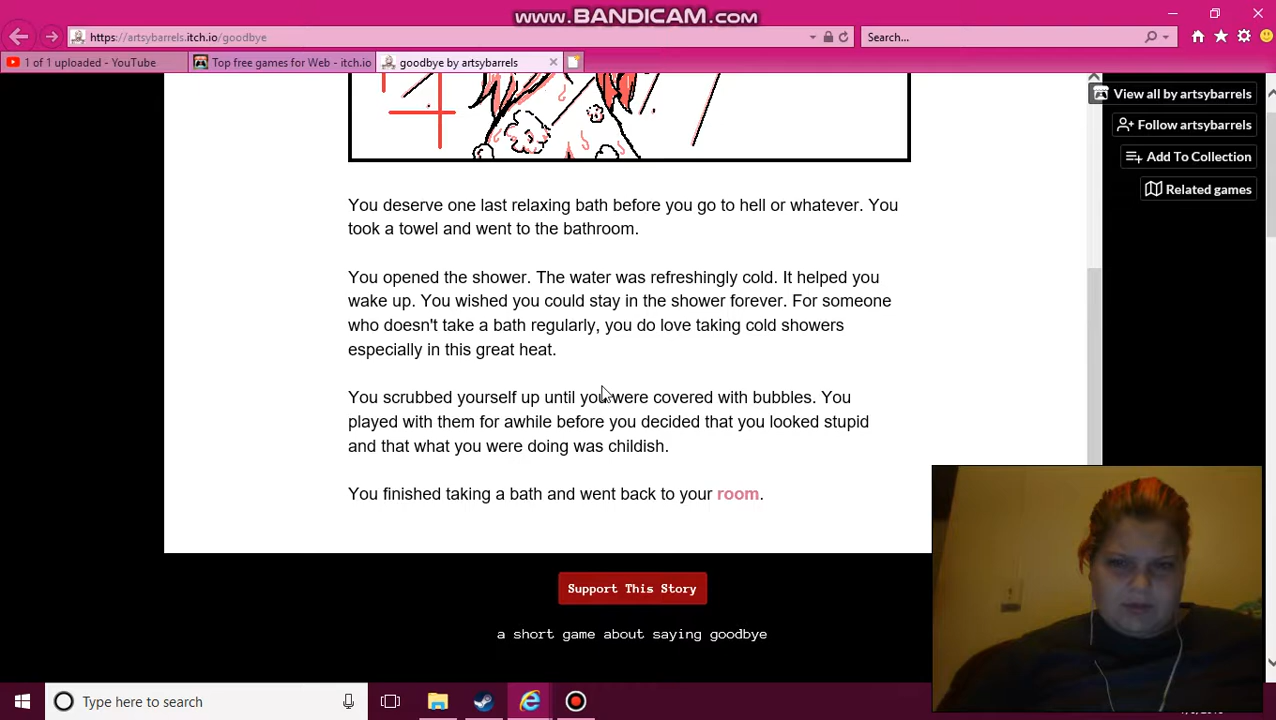 www.BANDICAM.com
https://artsybarrels.itch.io/goodbye
Search...
1 of 1 uploaded - YouTube
Top free games for Web - itch.io
goodbye by artsybarrels
View all by artsybarrels
Follow artsybarrels
Add To Collection
Related games
You deserve one last relaxing bath before you go to hell or whatever. You
took a towel and went to the bathroom.
You opened the shower. The water was refreshingly cold. It helped you
wake up. You wished you could stay in the shower forever. For someone
who doesn't take a bath regularly, you do love taking cold showers
especially in this great heat.
You scrubbed yourself up until you were covered with bubbles. You
played with them for awhile before you decided that you looked stupid
and that what you were doing was childish.
You finished taking a bath and went back to your room.
Support This Story
a short game about saying goodbye
Type here to search